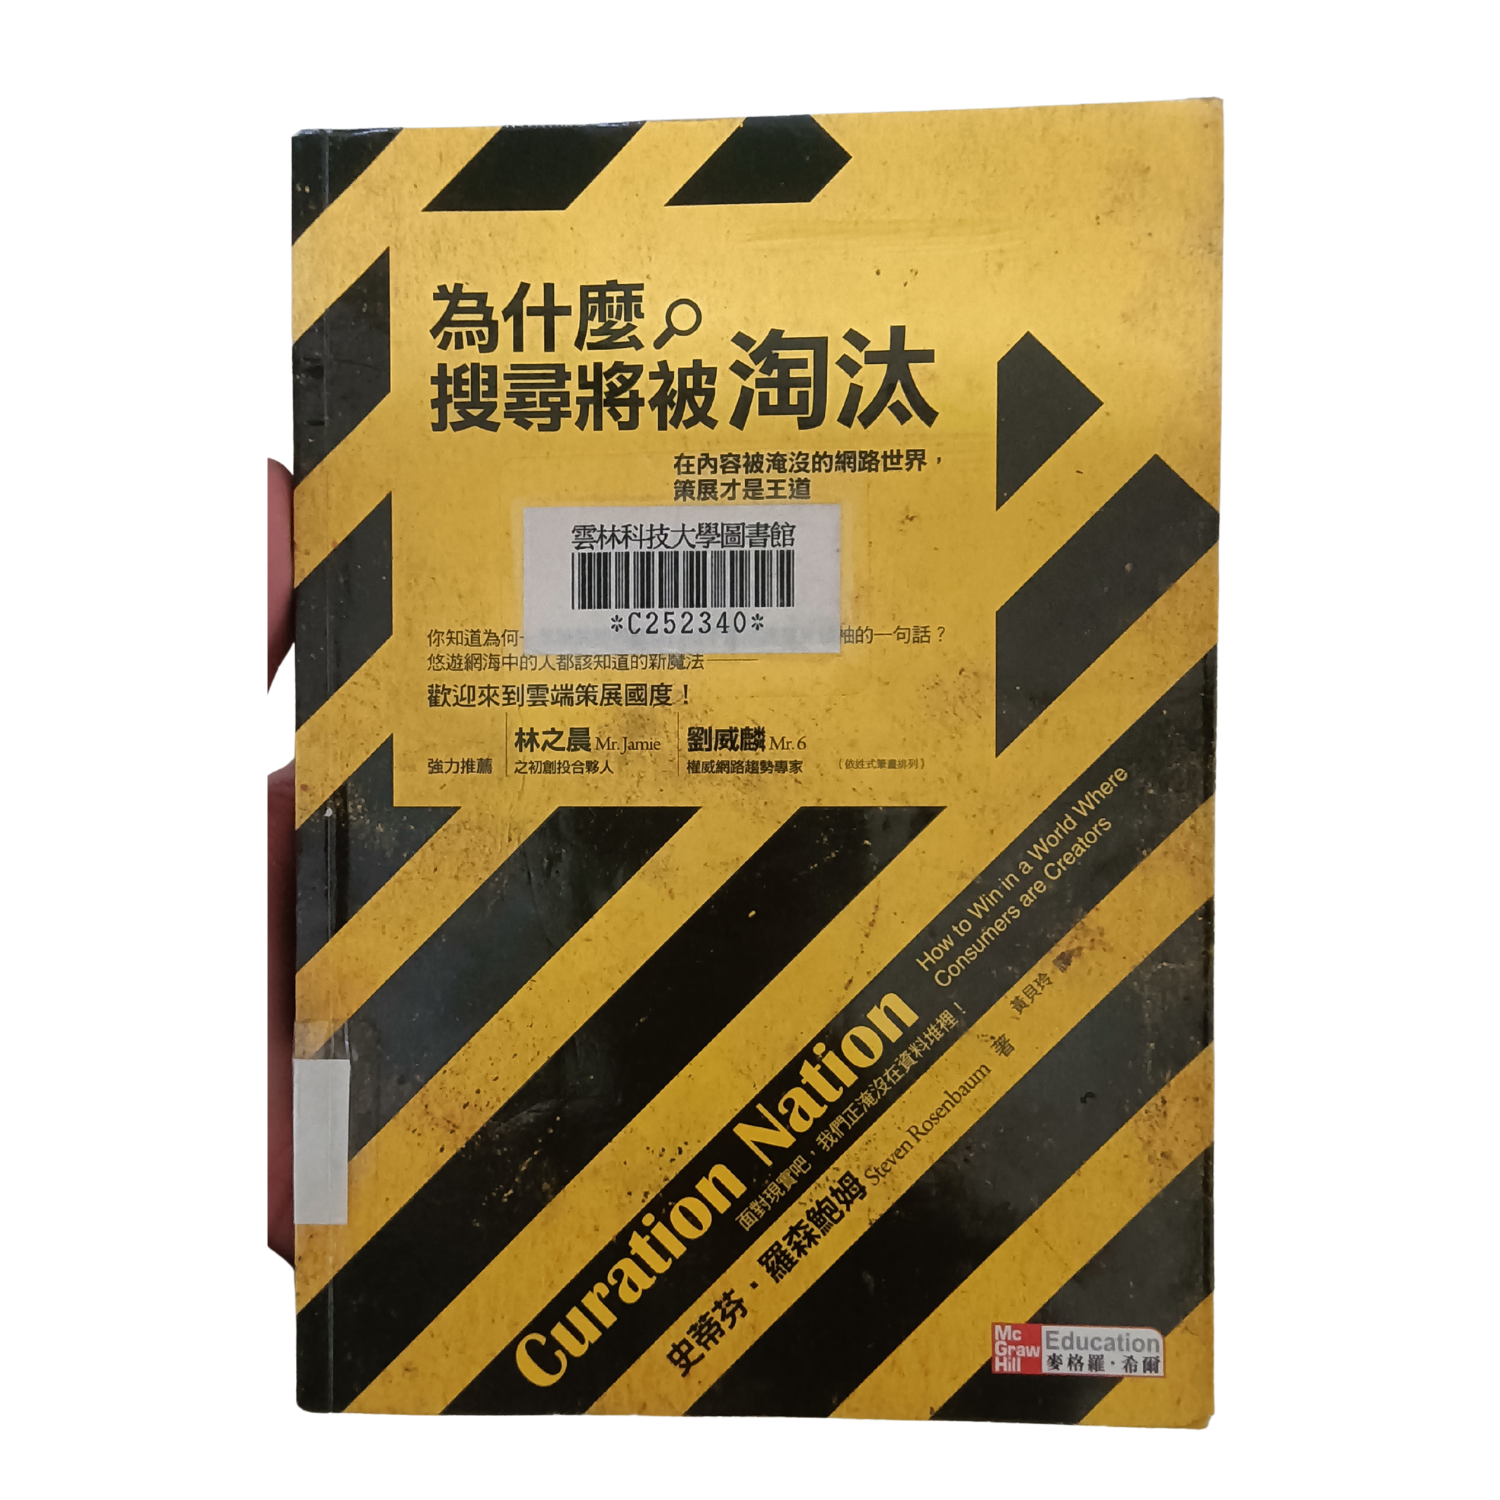 為什麼
搜尋將被淘汰
在內容被淹沒的網路世界，
策展才是王道
雲林科技大學圖書館
*C252340*
你知道為何一 袖的一句話？
悠遊網海中的人都該知道的新魔法——
歡迎來到雲端策展國度！
強力推薦
林之晨 Mr. Jamie
之初創投合夥人
劉威麟 Mr. 6
權威網路趨勢專家
（依姓式筆畫排列）
How to Win in a World Where
Consumers are Creators
Curation Nation
面對現實吧，我們正淹沒在資料堆裡！
史蒂芬．羅森鮑姆 Steven Rosenbaum 著 黃貝玲 譯
Mc
Graw
Hill
Education
麥格羅．希爾